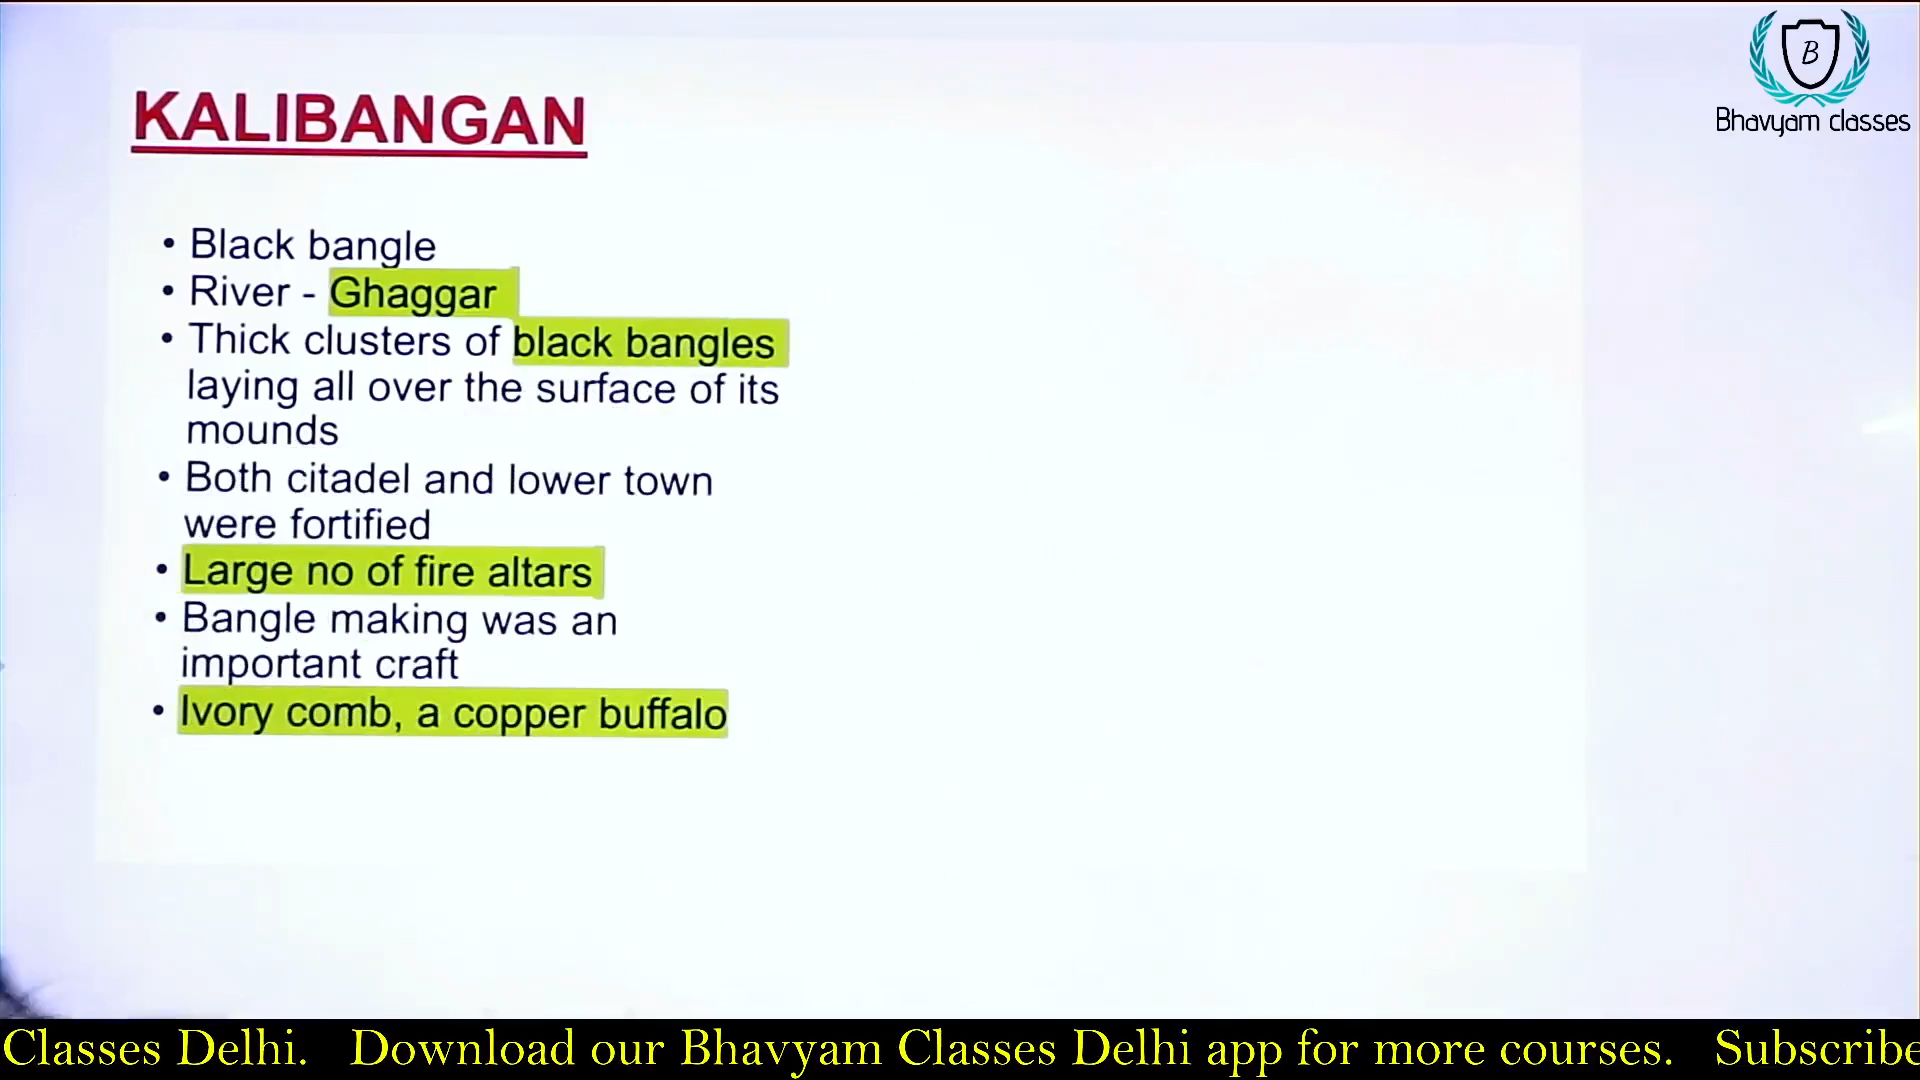 B
Bhavyam classes
KALIBANGAN
• Black bangle
• River - Ghaggar
• Thick clusters of black bangles
laying all over the surface of its
mounds
• Both citadel and lower town
were fortified
• Large no of fire altars
• Bangle making was an
important craft
• Ivory comb, a copper buffalo
Classes Delhi. Download our Bhavyam Classes Delhi app for more courses. Subscribe